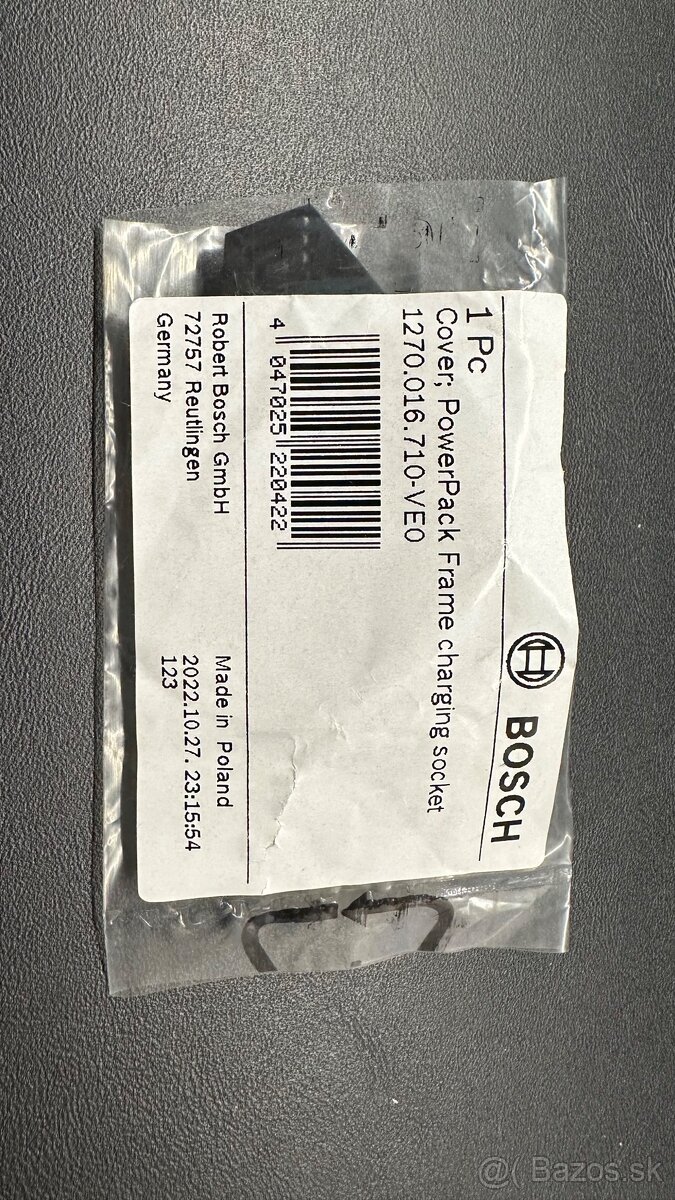 BOSCH
1 Pc
Cover; PowerPack Frame charging socket
1270.016.710-VE0
4 047025 220422
Robert Bosch GmbH
72757 Reutlingen
Germany
Made in Poland
2022.10.27. 23:15:54
123
@( Bazos.sk